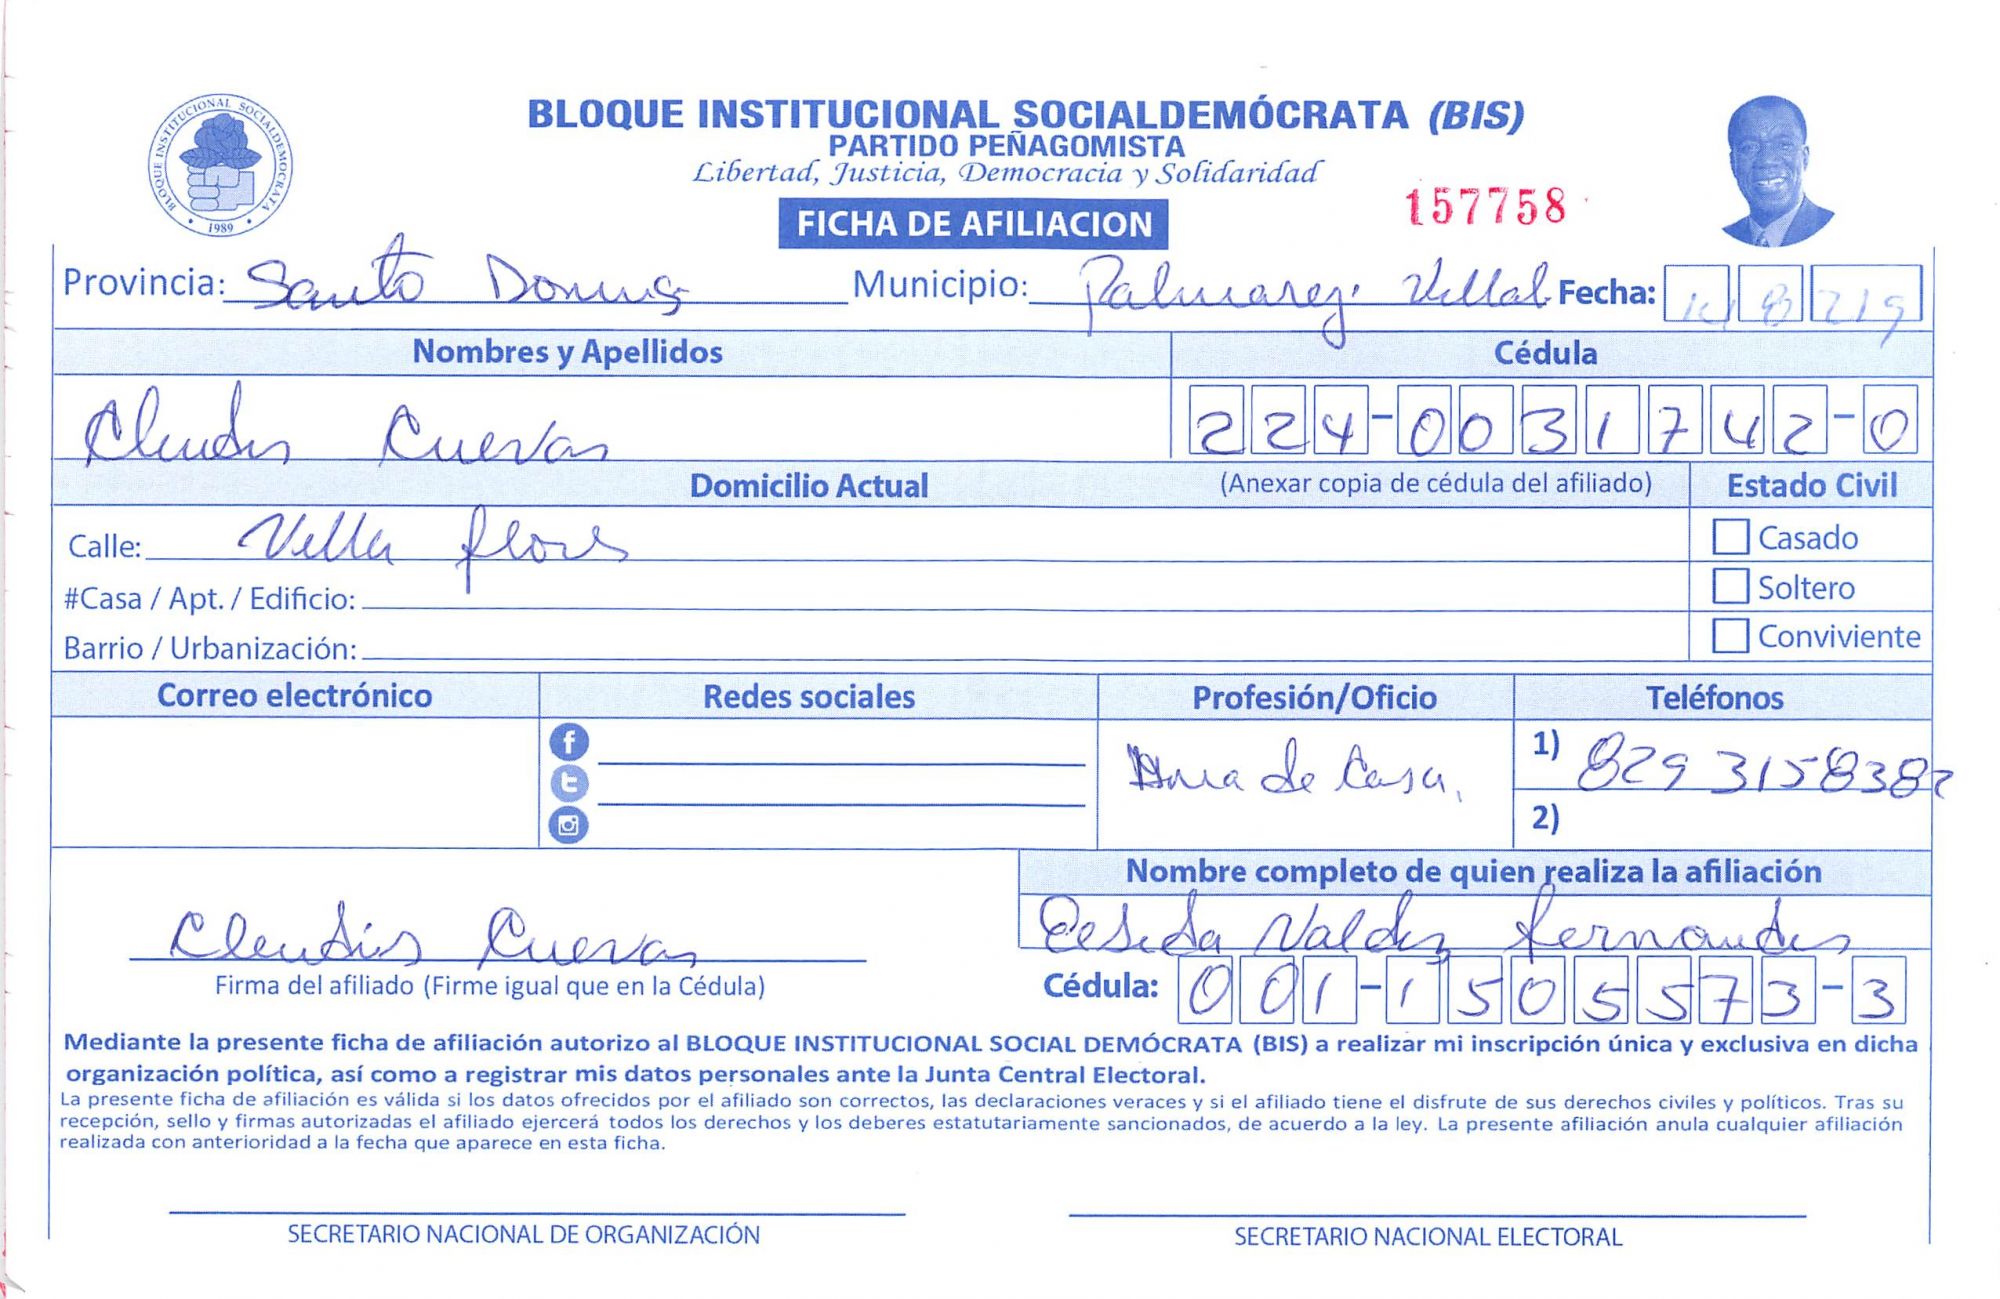 BLOQUE INSTITUCIONAL SOCIALDEMOCRATA
1989
BLOQUE INSTITUCIONAL SOCIALDEMÓCRATA (BIS)
PARTIDO PEÑAGOMISTA
Libertad, Justicia, Democracia y Solidaridad
FICHA DE AFILIACION
157758
Provincia: Santo Municipio: Fecha: 8
Nombres y Apellidos Cédula
Cuevas 224-0031742-0
Domicilio Actual (Anexar copia de cédula del afiliado) Estado Civil
Calle: Villa flores
Casado
#Casa / Apt. / Edificio:
Soltero
Barrio / Urbanización:
Conviviente
Correo electrónico Redes sociales Profesión/Oficio Teléfonos
Ama de Casa.
1) 829 3158382
2)
Nombre completo de quien realiza la afiliación
Cuevas
Firma del afiliado (Firme igual que en la Cédula)
Cédula: 001-1505573-3
Mediante la presente ficha de afiliación autorizo al BLOQUE INSTITUCIONAL SOCIAL DEMÓCRATA (BIS) a realizar mi inscripción única y exclusiva en dicha
organización política, así como a registrar mis datos personales ante la Junta Central Electoral.
La presente ficha de afiliación es válida si los datos ofrecidos por el afiliado son correctos, las declaraciones veraces y si el afiliado tiene el disfrute de sus derechos civiles y políticos. Tras su
recepción, sello y firmas autorizadas el afiliado ejercerá todos los derechos y los deberes estatutariamente sancionados, de acuerdo a la ley. La presente afiliación anula cualquier afiliación
realizada con anterioridad a la fecha que aparece en esta ficha.
SECRETARIO NACIONAL DE ORGANIZACIÓN
SECRETARIO NACIONAL ELECTORAL